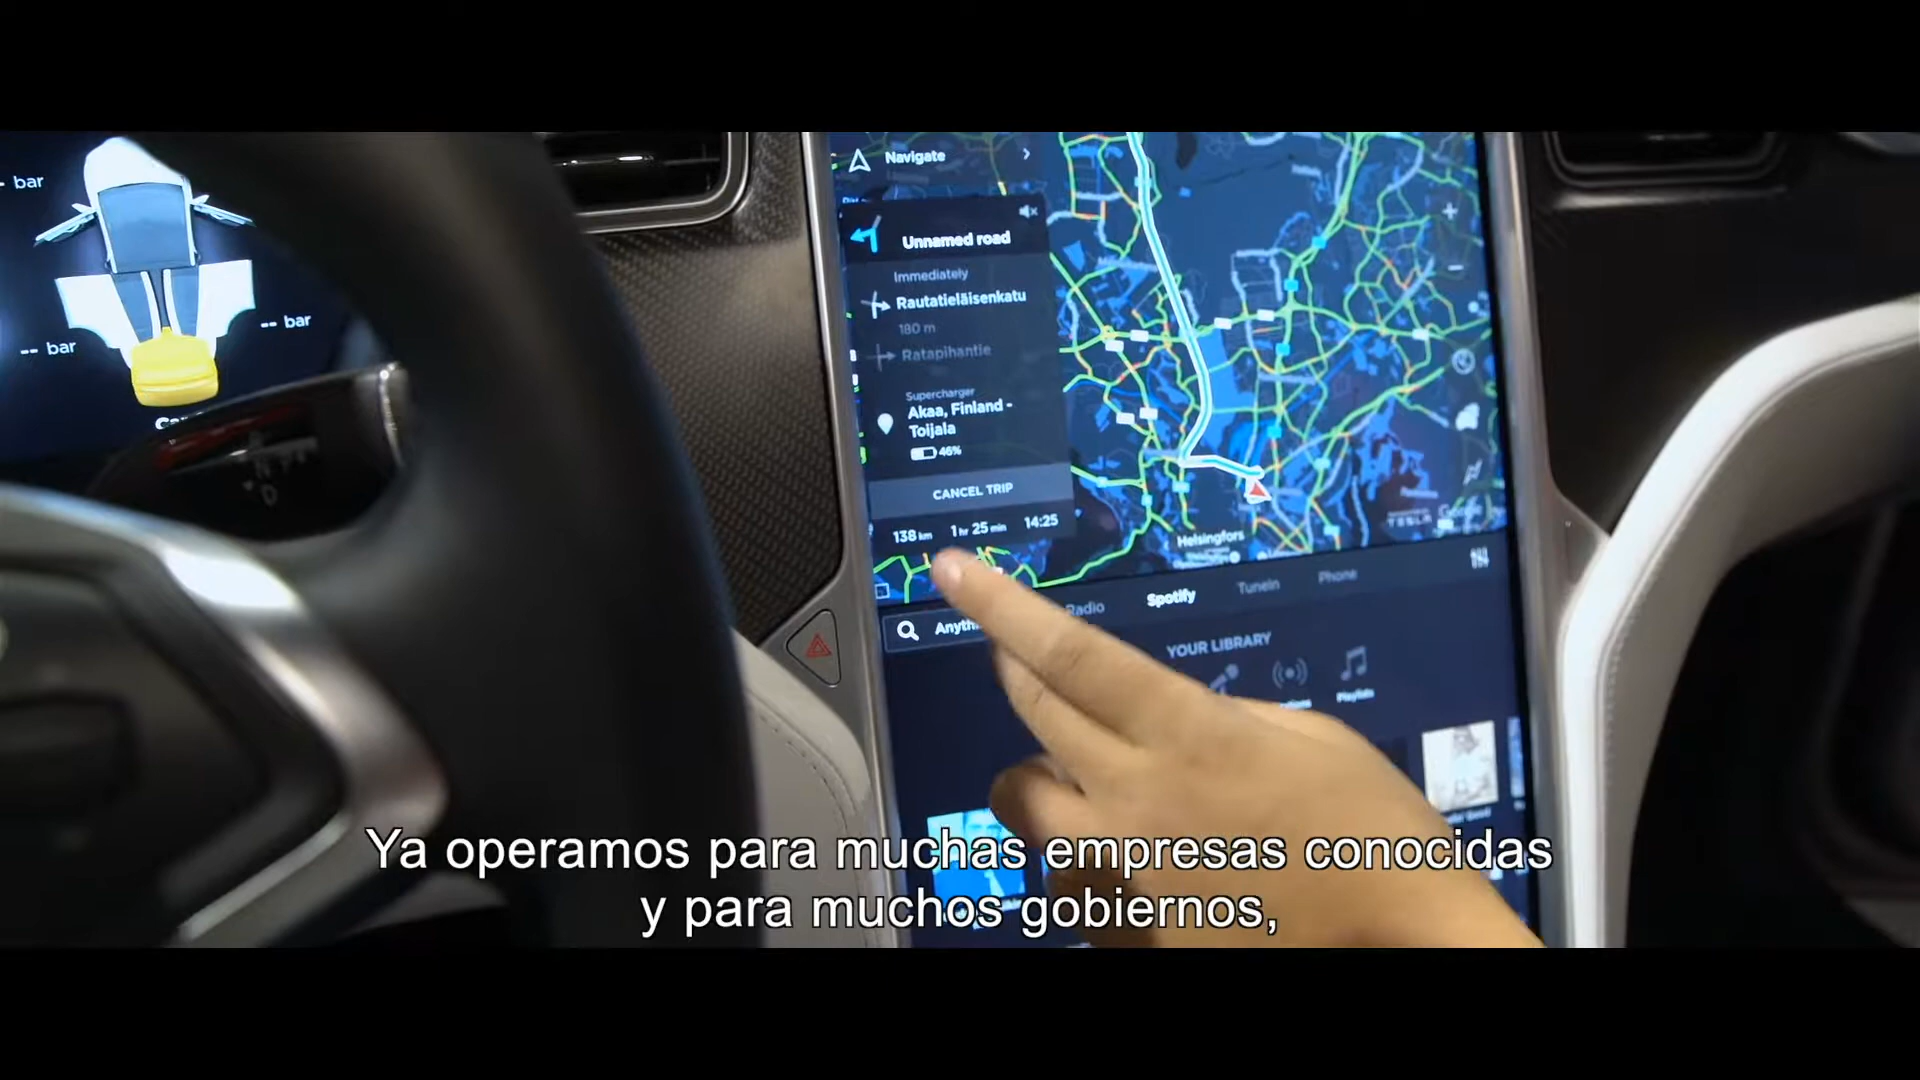 bar
-- bar
-- bar
N
D
Navigate
Unnamed road
Immediately
Rautatieläisenkatu
180 m
Ratapihantie
Supercharger
Akaa, Finland -
Toijala
46%
CANCEL TRIP
138 km 1 hr 25 min 14:25
Helsingfors
TESLA Google
Radio Spotify TuneIn Phone
YOUR LIBRARY
Playlists
Ya operamos para muchas empresas conocidas
y para muchos gobiernos,